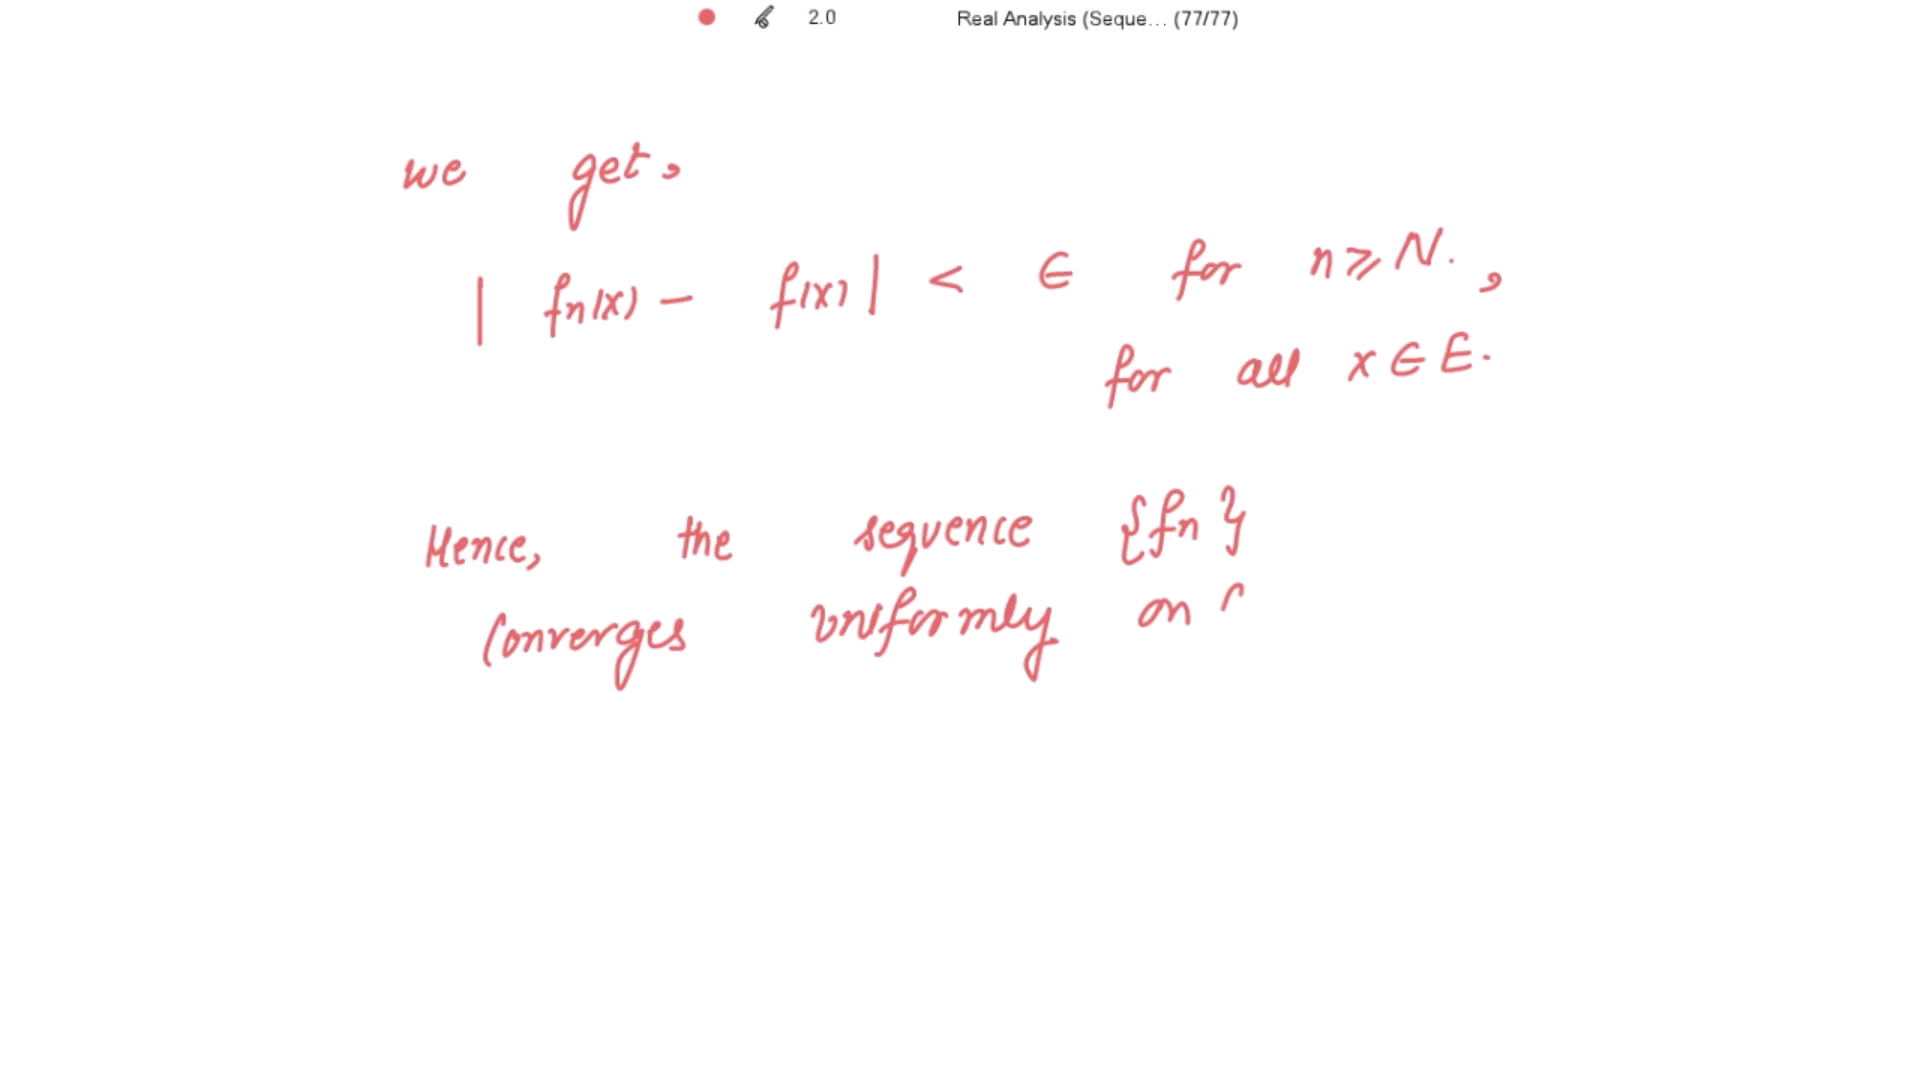 2.0 Real Analysis (Seque... (77/77)
we get,
| fn(x) - f(x) | < ∈ for n ≥ N. ,
for all x ∈ E.
Hence, the sequence {fn}
Converges uniformly on